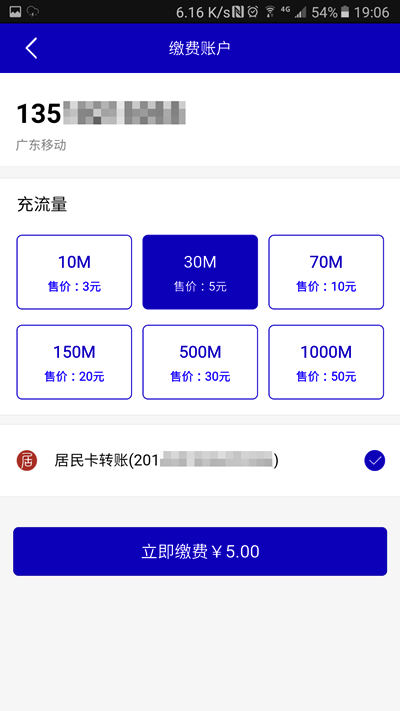 6.16 K/s 4G 54% 19:06
缴费账户
135
广东移动
充流量
10M 30M 70M
售价：3元 售价：5元 售价：10元
150M 500M 1000M
售价：20元 售价：30元 售价：50元
居 居民卡转账(201 )
立即缴费￥5.00